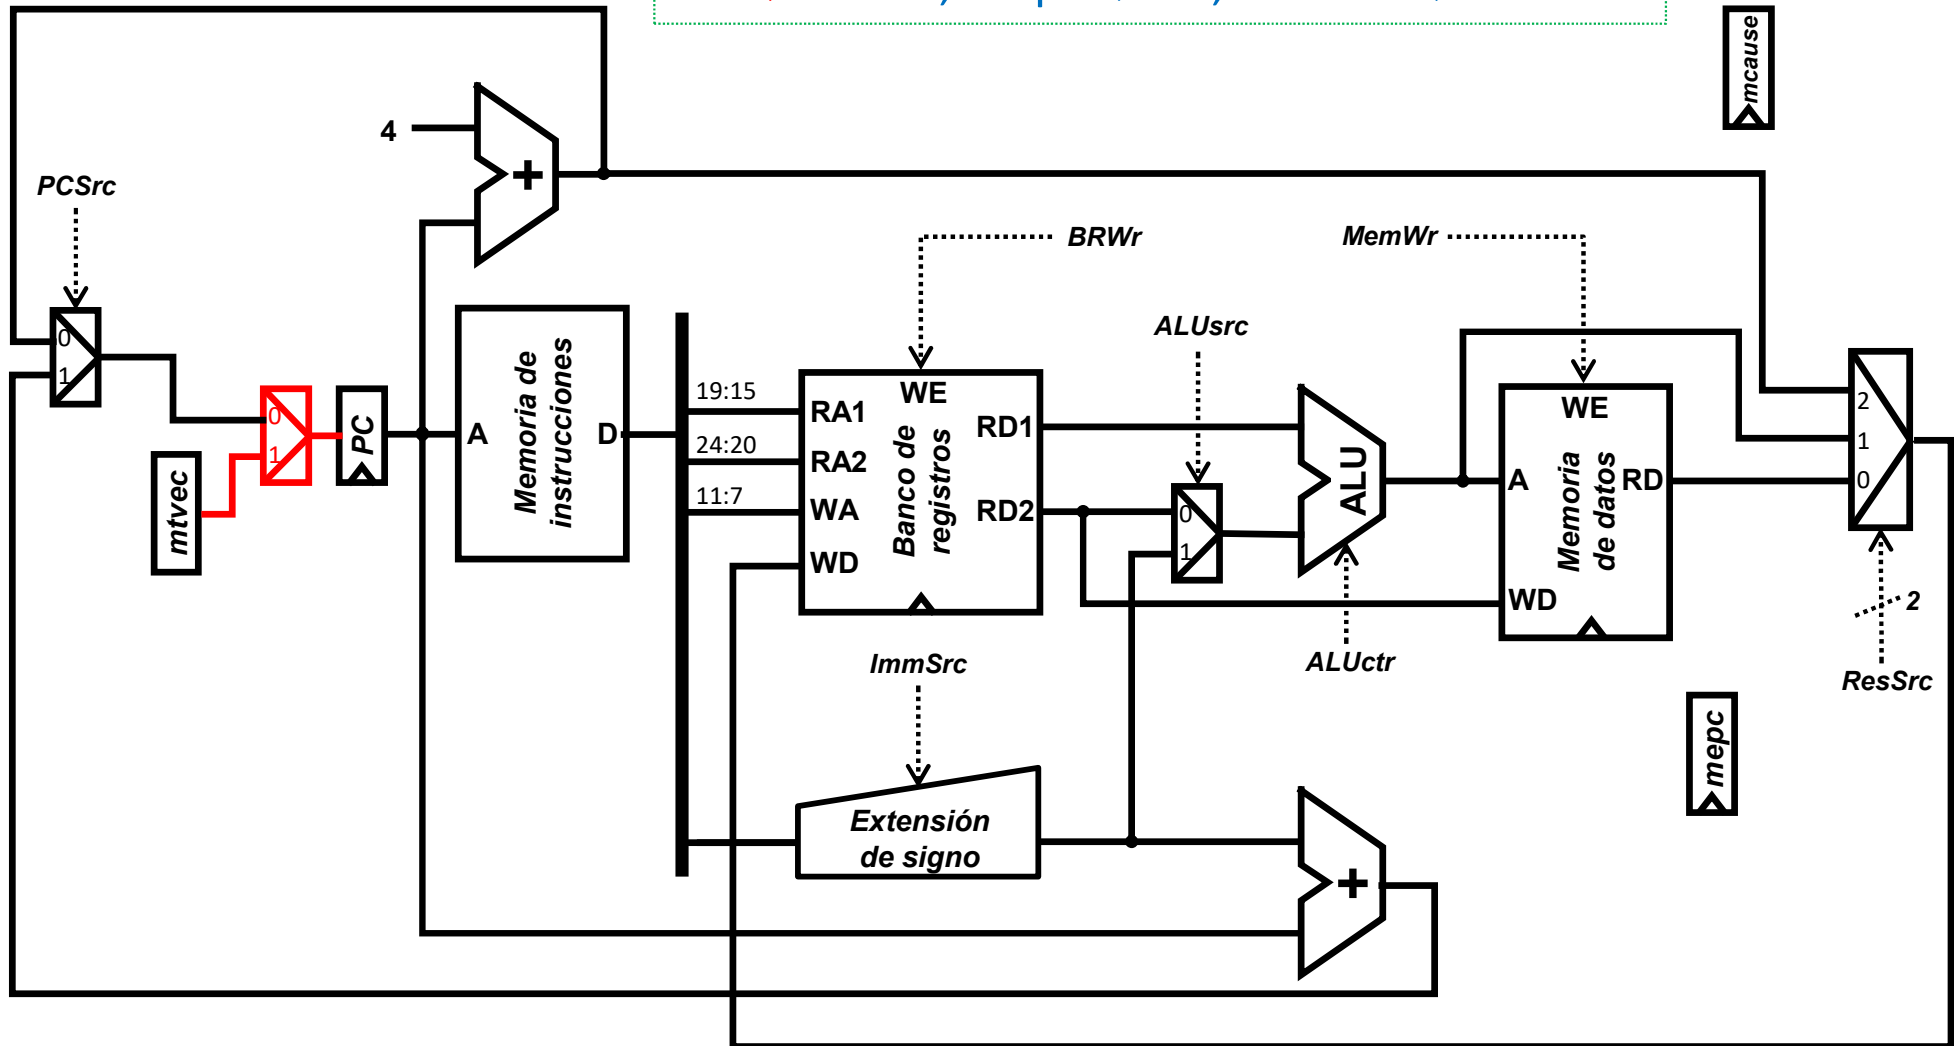 mcause
4
+
PCSrc
BRWr
MemWr
ALUsrc
0
1
mtvec
0
1
PC
A
Memoria de
instrucciones
D
19:15
24:20
11:7
RA1
RA2
WA
WD
WE
Banco de
registros
RD1
RD2
0
1
ALU
ALUctr
A
WE
Memoria
de datos
RD
WD
2
1
0
2
ResSrc
ImmSrc
Extensión
de signo
+
mepc